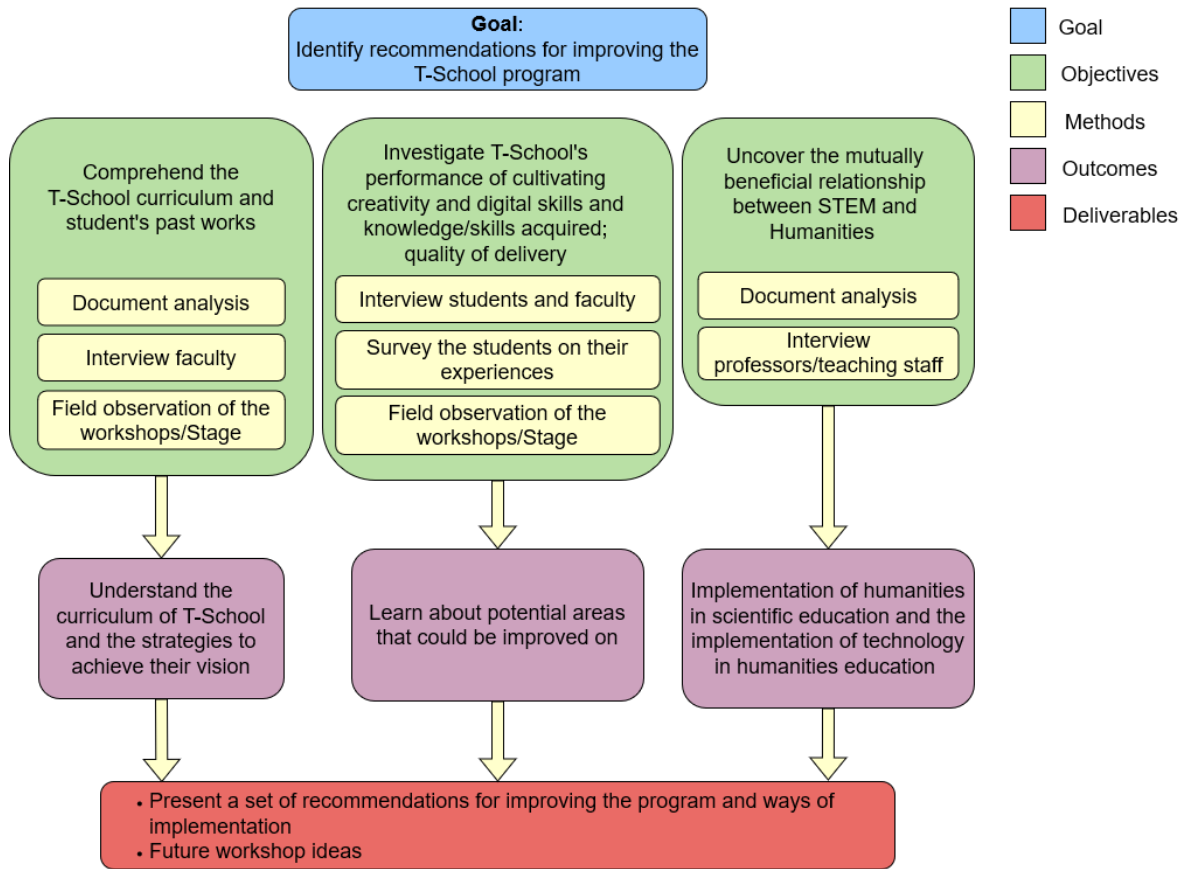 Goal:
Identify recommendations for improving the
T-School program
Goal
Objectives
Methods
Outcomes
Deliverables
Comprehend the
T-School curriculum and
student's past works
Document analysis
Interview faculty
Field observation of the
workshops/Stage
Investigate T-School's
performance of cultivating
creativity and digital skills and
knowledge/skills acquired;
quality of delivery
Interview students and faculty
Survey the students on their
experiences
Field observation of the
workshops/Stage
Uncover the mutually
beneficial relationship
between STEM and
Humanities
Document analysis
Interview
professors/teaching staff
Understand the
curriculum of T-School
and the strategies to
achieve their vision
Learn about potential areas
that could be improved on
Implementation of humanities
in scientific education and the
implementation of technology
in humanities education
• Present a set of recommendations for improving the program and ways of
implementation
• Future workshop ideas